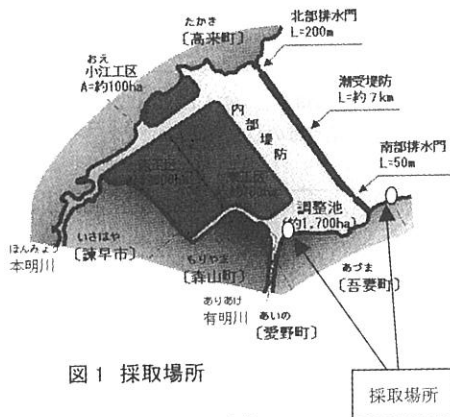 たかき
〔高来町〕
北部排水門
L=200m
おえ
小江工区
A=約100ha
潮受堤防
L=約7km
内部堤防
南部排水門
L=50m
調整池
(約1,700ha)
ほんみょう
本明川
いさはや
〔諫早市〕
もりやま
〔森山町〕
ありあけ
有明川
あいの
〔愛野町〕
あづま
〔吾妻町〕
図1 採取場所
採取場所